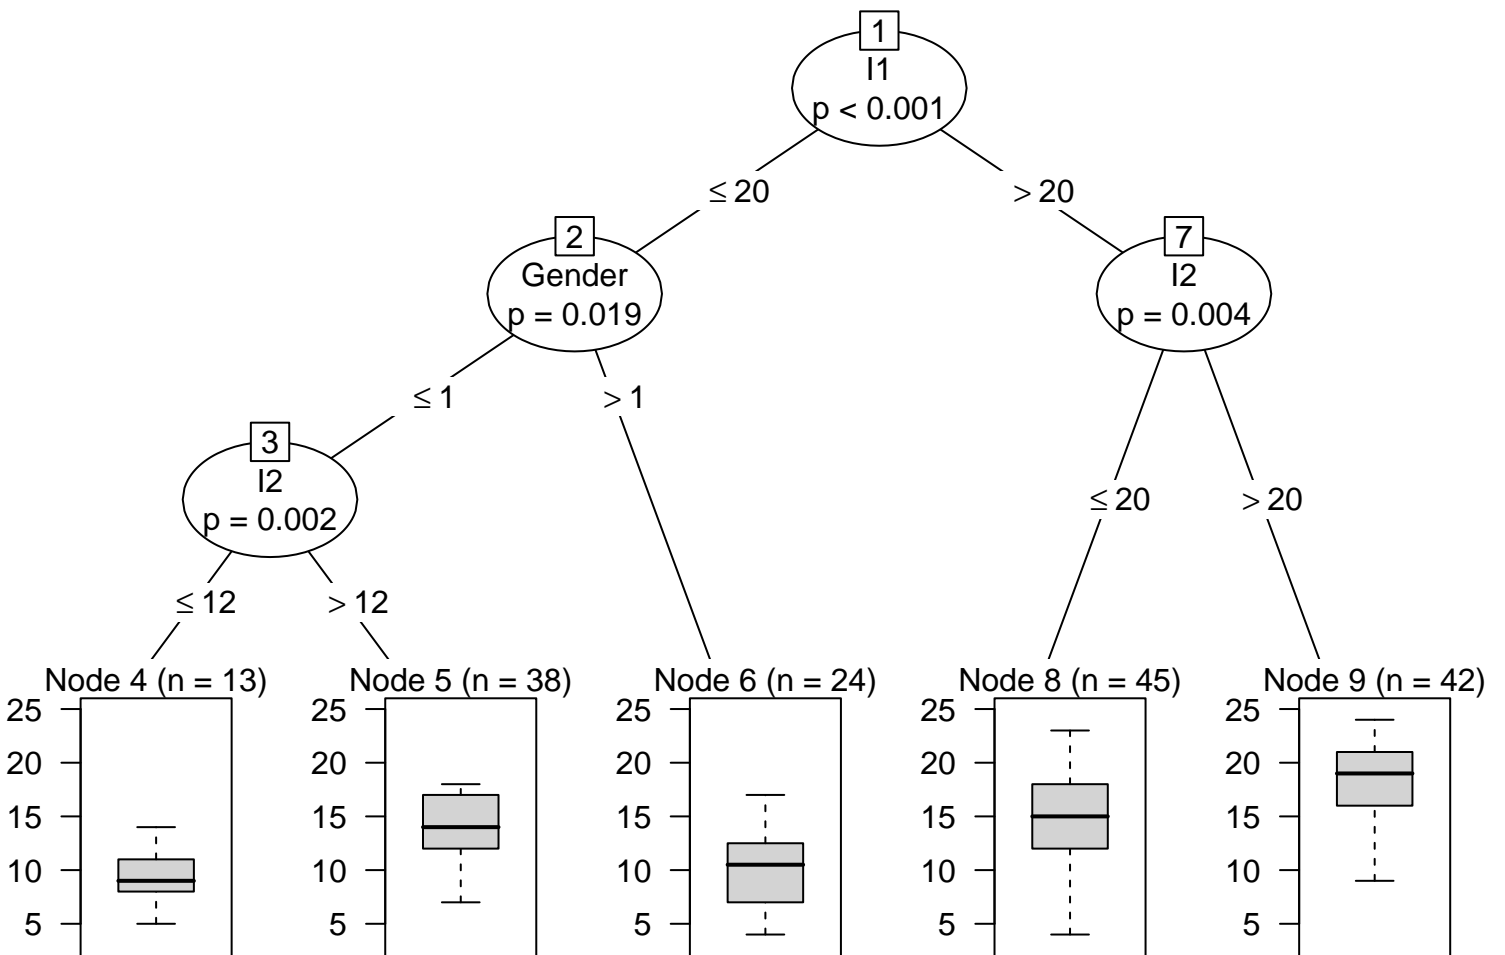 1
I1
p < 0.001
≤ 20
> 20
2
Gender
p = 0.019
7
I2
p = 0.004
≤ 1
> 1
3
I2
p = 0.002
≤ 20
> 20
≤ 12
> 12
Node 4 (n = 13)
25
20
15
10
5
Node 5 (n = 38)
25
20
15
10
5
Node 6 (n = 24)
25
20
15
10
5
Node 8 (n = 45)
25
20
15
10
5
Node 9 (n = 42)
25
20
15
10
5